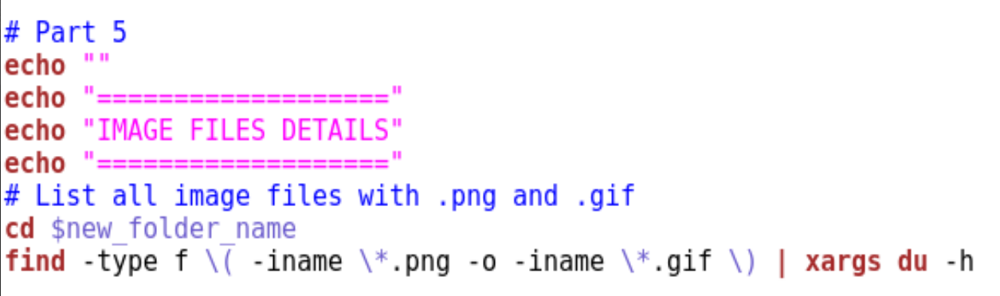 # Part 5
echo ""
echo "==================="
echo "IMAGE FILES DETAILS"
echo "==================="
# List all image files with .png and .gif
cd $new_folder_name
find -type f \( -iname \*.png -o -iname \*.gif \) | xargs du -h